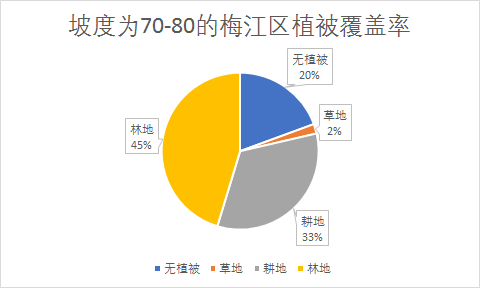 坡度为70-80的梅江区植被覆盖率
无植被
20%
草地
2%
耕地
33%
林地
45%
无植被 草地 耕地 林地